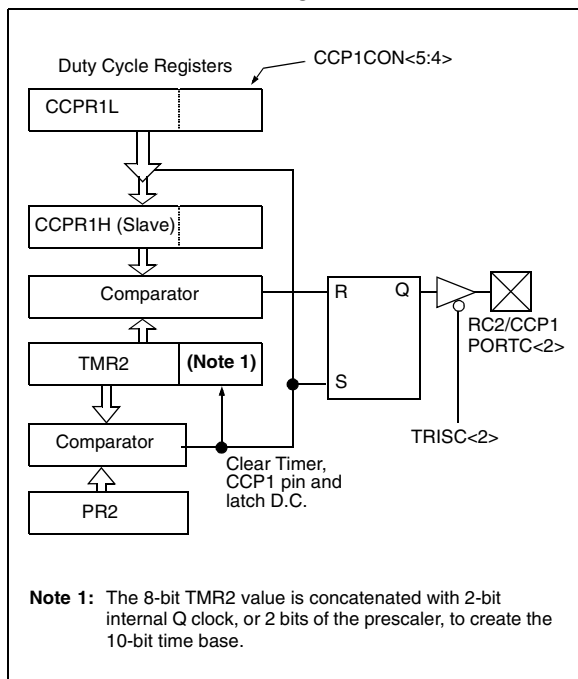 Duty Cycle Registers
CCP1CON<5:4>
CCPR1L
CCPR1H (Slave)
Comparator
R
Q
RC2/CCP1
PORTC<2>
TMR2
(Note 1)
S
TRISC<2>
Comparator
Clear Timer,
CCP1 pin and
latch D.C.
PR2
Note 1: The 8-bit TMR2 value is concatenated with 2-bit
internal Q clock, or 2 bits of the prescaler, to create the
10-bit time base.